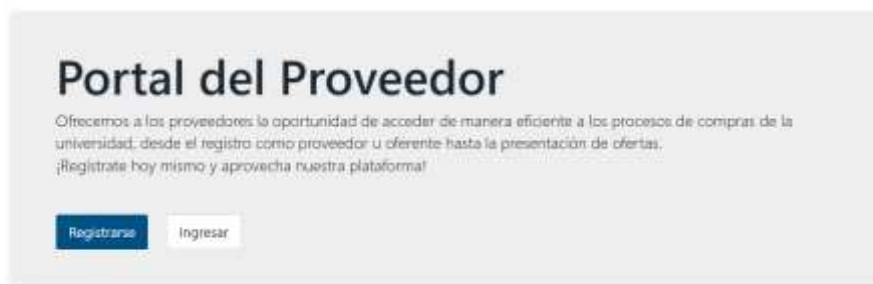 Portal del Proveedor
Ofrecemos a los proveedores la oportunidad de acceder de manera eficiente a los procesos de compras de la
universidad, desde el registro como proveedor u oferente hasta la presentación de ofertas.
¡Regístrate hoy mismo y aprovecha nuestra plataforma!
Registrarse
Ingresar